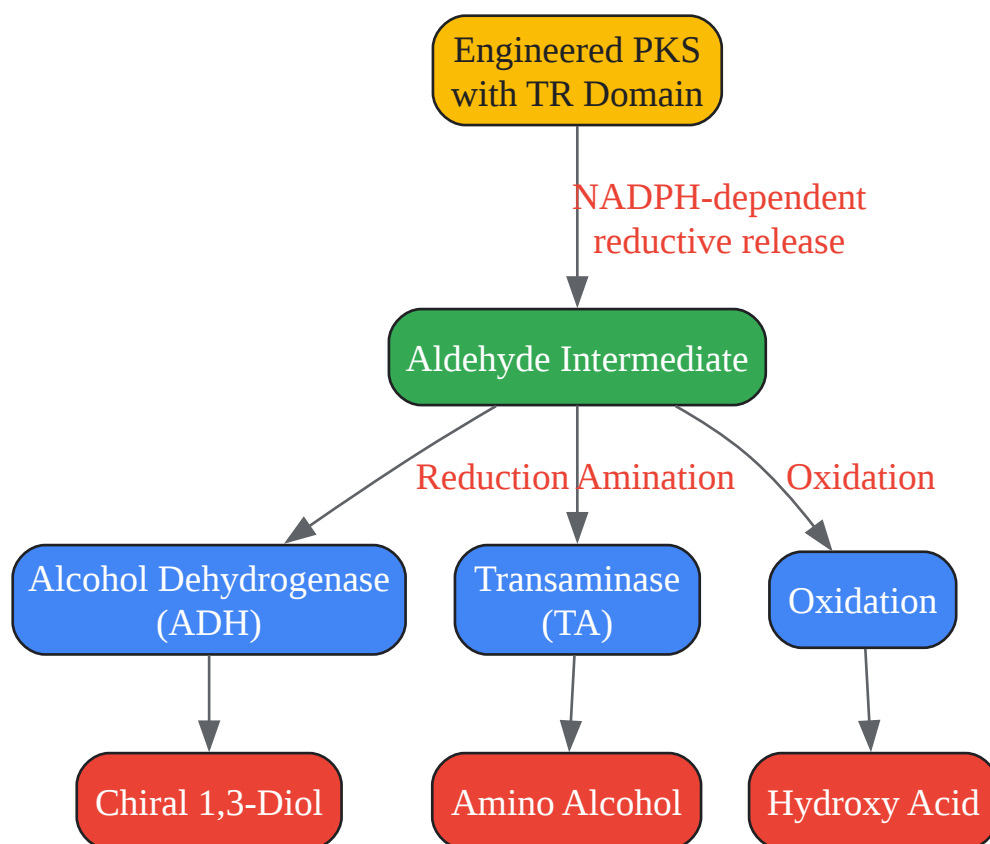 Engineered PKS
with TR Domain
NADPH-dependent
reductive release
Aldehyde Intermediate
Reduction
Amination
Oxidation
Alcohol Dehydrogenase
(ADH)
Transaminase
(TA)
Oxidation
Chiral 1,3-Diol
Amino Alcohol
Hydroxy Acid